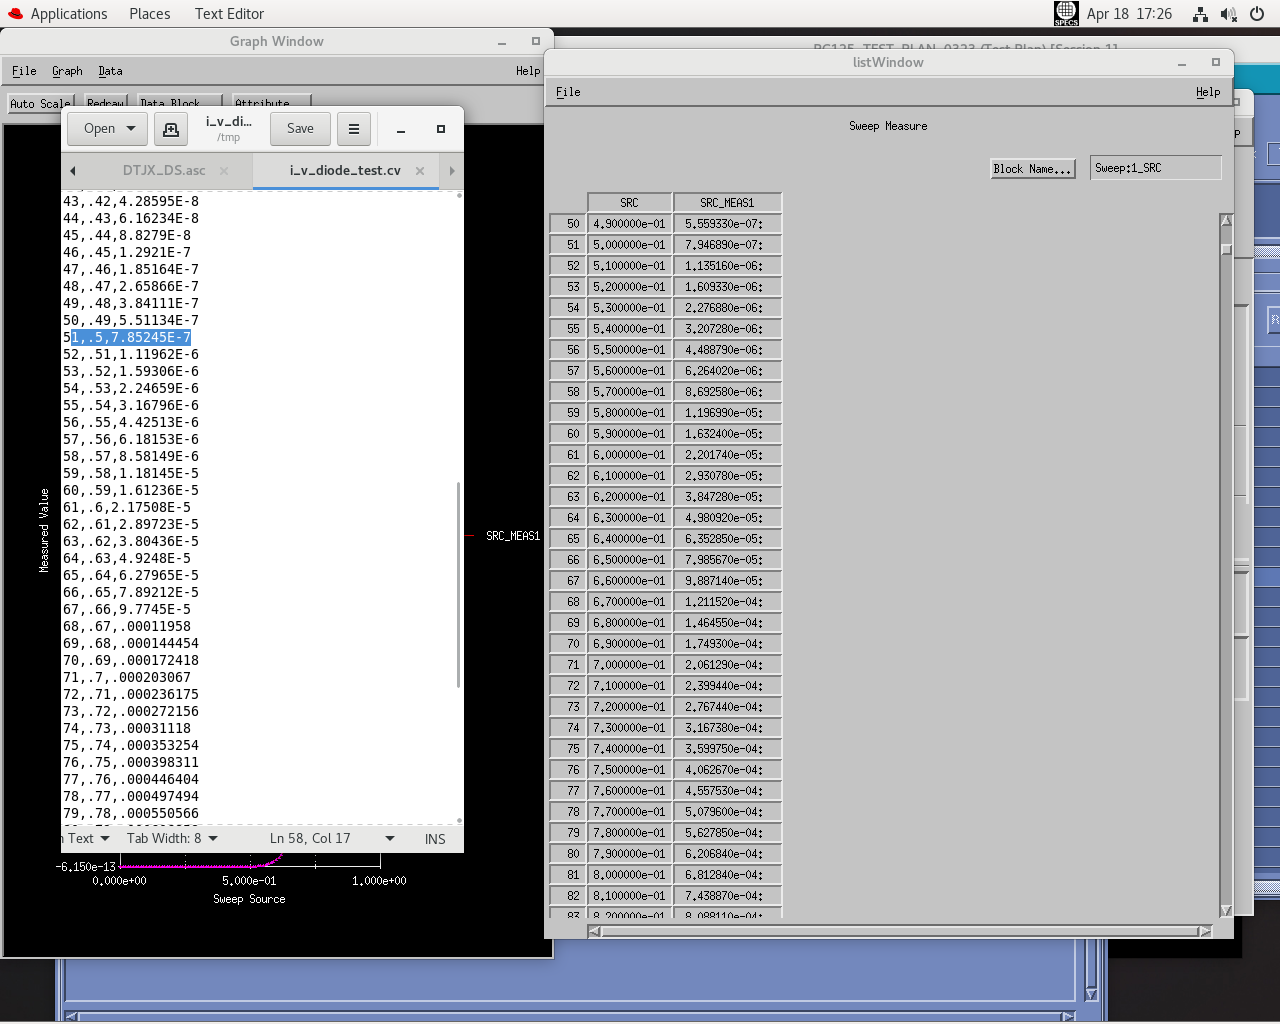 Applications Places Text Editor
SPECS
Apr 18 17:26
Graph Window
File Graph Data Help
Auto Scale Redraw Data Block... Attribute...
Open
i_v_di...
/tmp
Save
DTJX_DS.asc
i_v_diode_test.cv
43,.42,4.28595E-8
44,.43,6.16234E-8
45,.44,8.8279E-8
46,.45,1.2921E-7
47,.46,1.85164E-7
48,.47,2.65866E-7
49,.48,3.84111E-7
50,.49,5.51134E-7
51,.5,7.85245E-7
52,.51,1.11962E-6
53,.52,1.59306E-6
54,.53,2.24659E-6
55,.54,3.16796E-6
56,.55,4.42513E-6
57,.56,6.18153E-6
58,.57,8.58149E-6
59,.58,1.18145E-5
60,.59,1.61236E-5
61,.6,2.17508E-5
62,.61,2.89723E-5
63,.62,3.80436E-5
64,.63,4.9248E-5
65,.64,6.27965E-5
66,.65,7.89212E-5
67,.66,9.7745E-5
68,.67,.00011958
69,.68,.000144454
70,.69,.000172418
71,.7,.000203067
72,.71,.000236175
73,.72,.000272156
74,.73,.00031118
75,.74,.000353254
76,.75,.000398311
77,.76,.000446404
78,.77,.000497494
79,.78,.000550566
Text Tab Width: 8 Ln 58, Col 17 INS
Measured Value
SRC_MEAS1
-6.150e-13
0.000e+00 5.000e-01 1.000e+00
Sweep Source
listWindow
File Help
Sweep Measure
Block Name... Sweep:1_SRC
SRC SRC_MEAS1
50 4.900000e-01 5.559330e-07:
51 5.000000e-01 7.946890e-07:
52 5.100000e-01 1.135160e-06:
53 5.200000e-01 1.609330e-06:
54 5.300000e-01 2.276880e-06:
55 5.400000e-01 3.207280e-06:
56 5.500000e-01 4.488790e-06:
57 5.600000e-01 6.264020e-06:
58 5.700000e-01 8.692580e-06:
59 5.800000e-01 1.196990e-05:
60 5.900000e-01 1.632400e-05:
61 6.000000e-01 2.201740e-05:
62 6.100000e-01 2.930780e-05:
63 6.200000e-01 3.847280e-05:
64 6.300000e-01 4.980920e-05:
65 6.400000e-01 6.352850e-05:
66 6.500000e-01 7.985670e-05:
67 6.600000e-01 9.887140e-05:
68 6.700000e-01 1.211520e-04:
69 6.800000e-01 1.464550e-04:
70 6.900000e-01 1.749300e-04:
71 7.000000e-01 2.061290e-04:
72 7.100000e-01 2.399440e-04:
73 7.200000e-01 2.767440e-04:
74 7.300000e-01 3.167380e-04:
75 7.400000e-01 3.599750e-04:
76 7.500000e-01 4.062670e-04:
77 7.600000e-01 4.557530e-04:
78 7.700000e-01 5.079600e-04:
79 7.800000e-01 5.627850e-04:
80 7.900000e-01 6.206840e-04:
81 8.000000e-01 6.812840e-04:
82 8.100000e-01 7.438870e-04:
83 8.200000e-01 8.088110e-04: